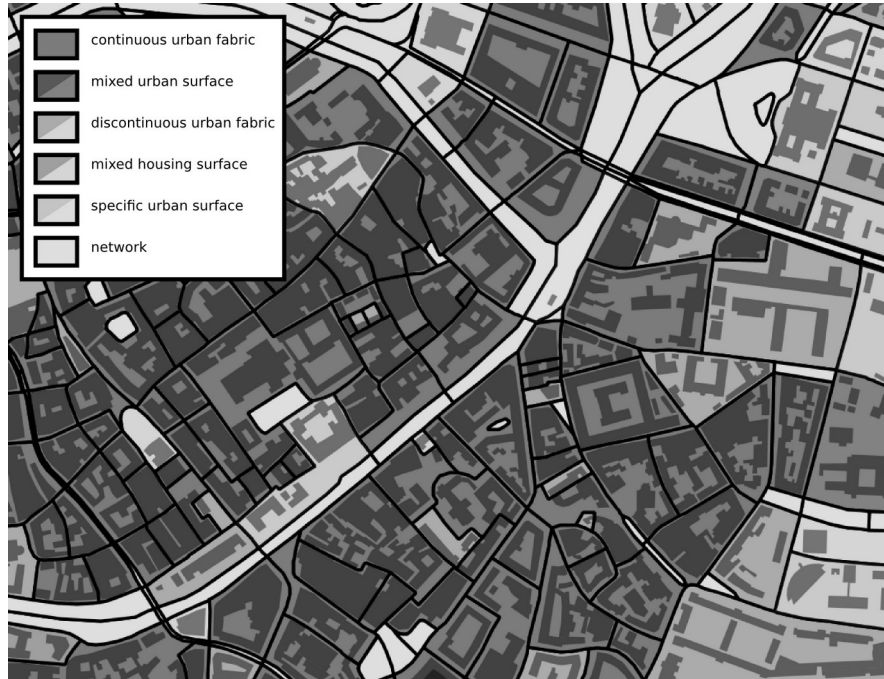 continuous urban fabric
mixed urban surface
discontinuous urban fabric
mixed housing surface
specific urban surface
network